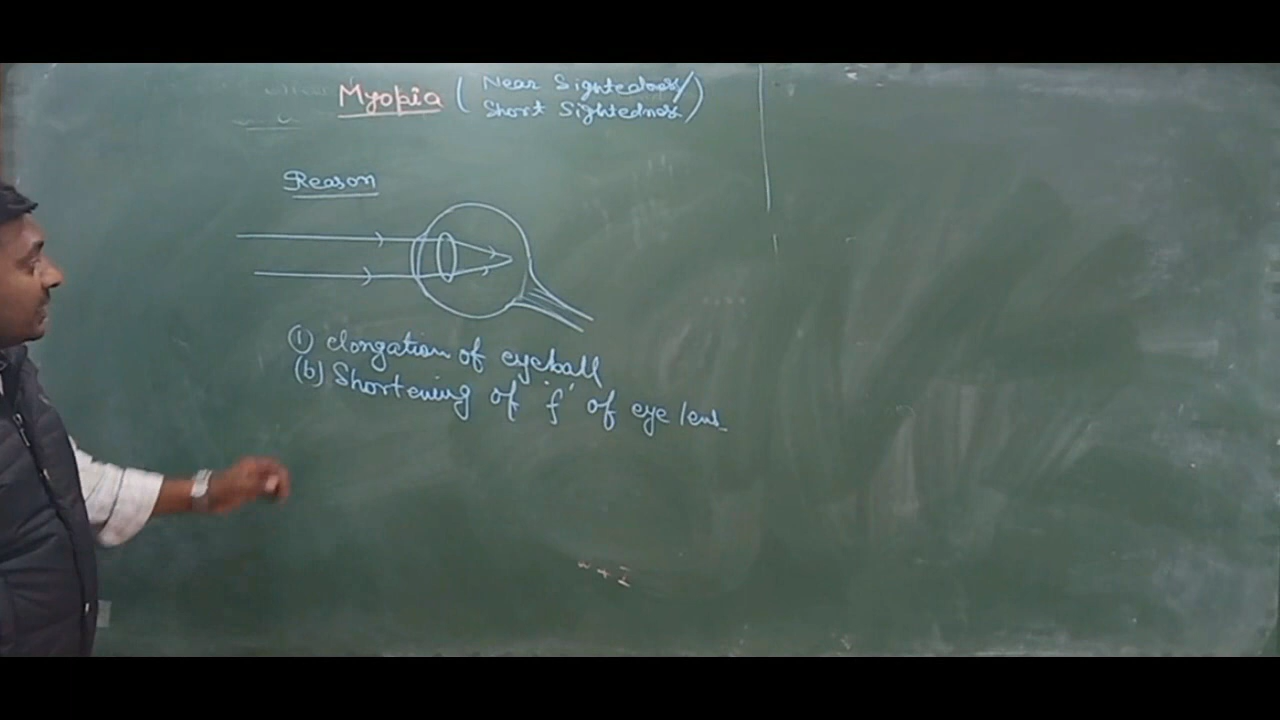 Myopia (Near Sightedness/
Short Sightedness)
Reason
(1) elongation of eyeball
(b) Shortening of 'f' of eye lens